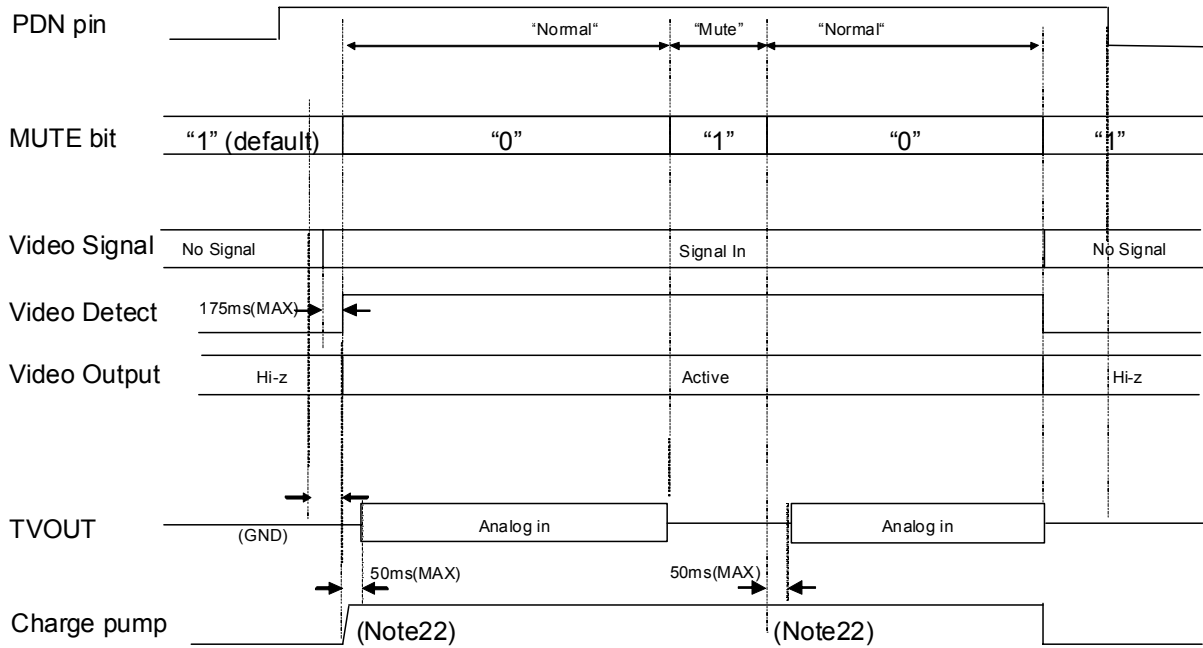 PDN pin
“Normal“ “Mute” “Normal“
MUTE bit
“1” (default) “0” “1” “0” “1”
Video Signal
No Signal Signal In No Signal
Video Detect
175ms(MAX)
Video Output
Hi-z Active Hi-z
TVOUT
(GND) Analog in Analog in
50ms(MAX) 50ms(MAX)
Charge pump
(Note22) (Note22)